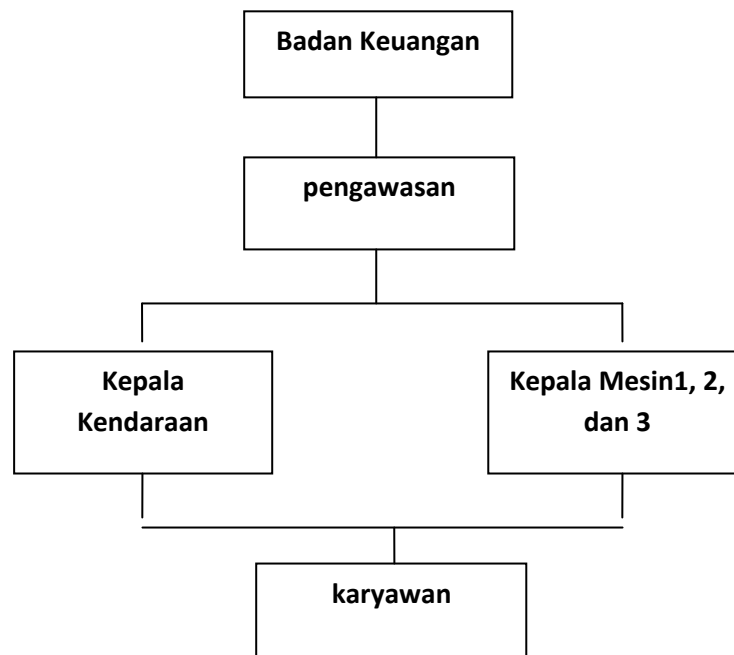 Badan Keuangan
pengawasan
Kepala
Kendaraan
Kepala Mesin1, 2,
dan 3
karyawan